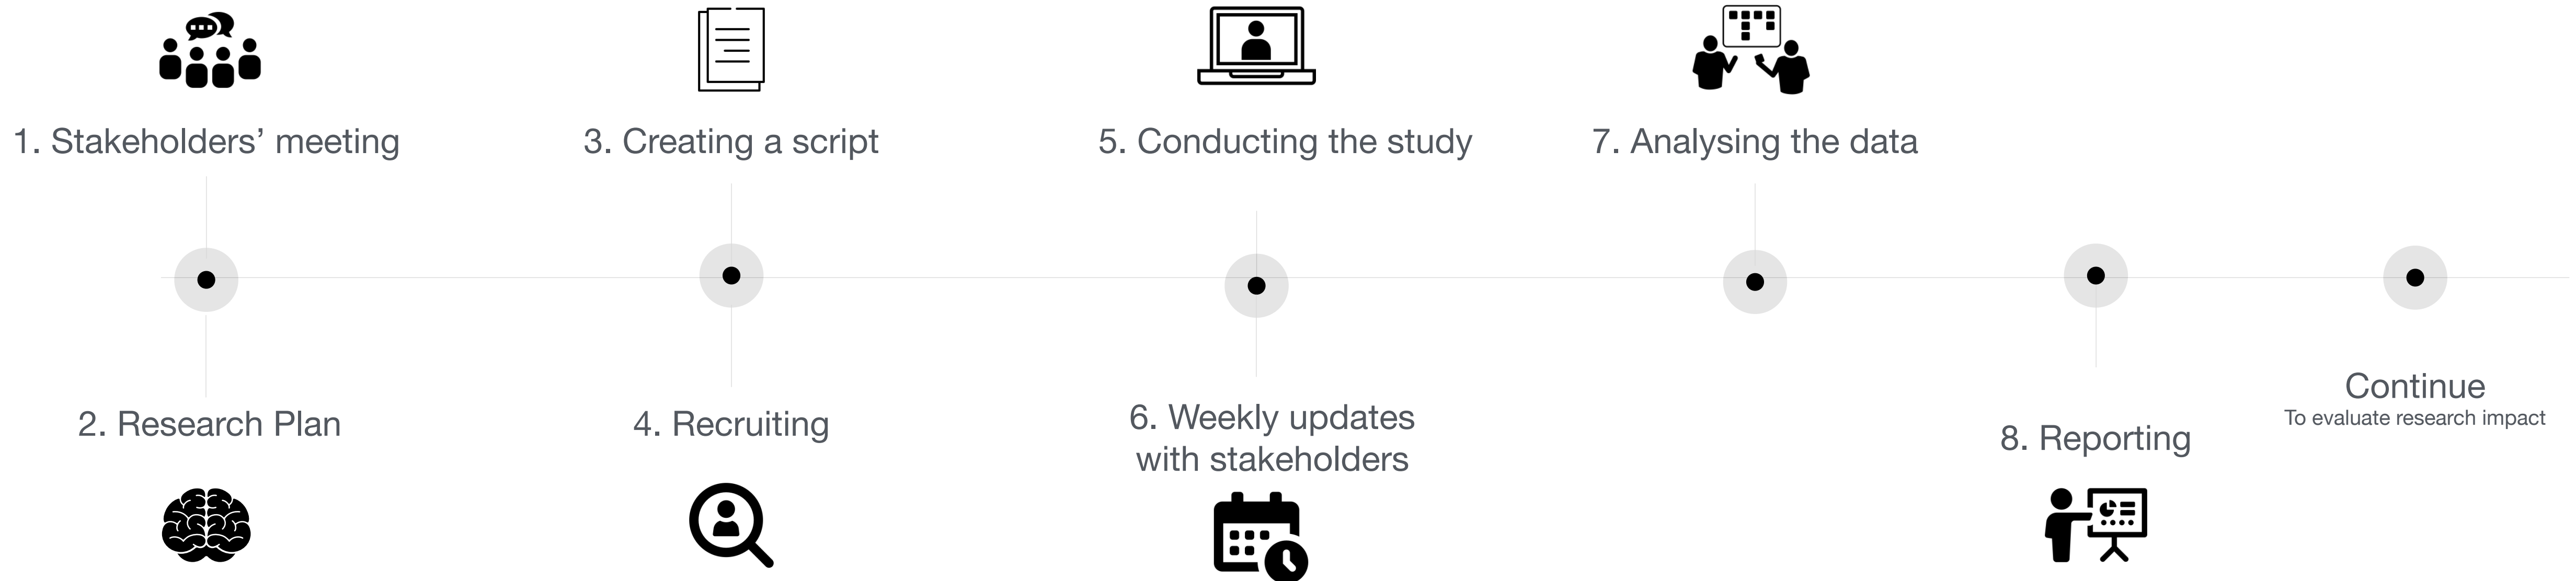 1. Stakeholders’ meeting
2. Research Plan
3. Creating a script
4. Recruiting
5. Conducting the study
6. Weekly updates
with stakeholders
7. Analysing the data
8. Reporting
Continue
To evaluate research impact